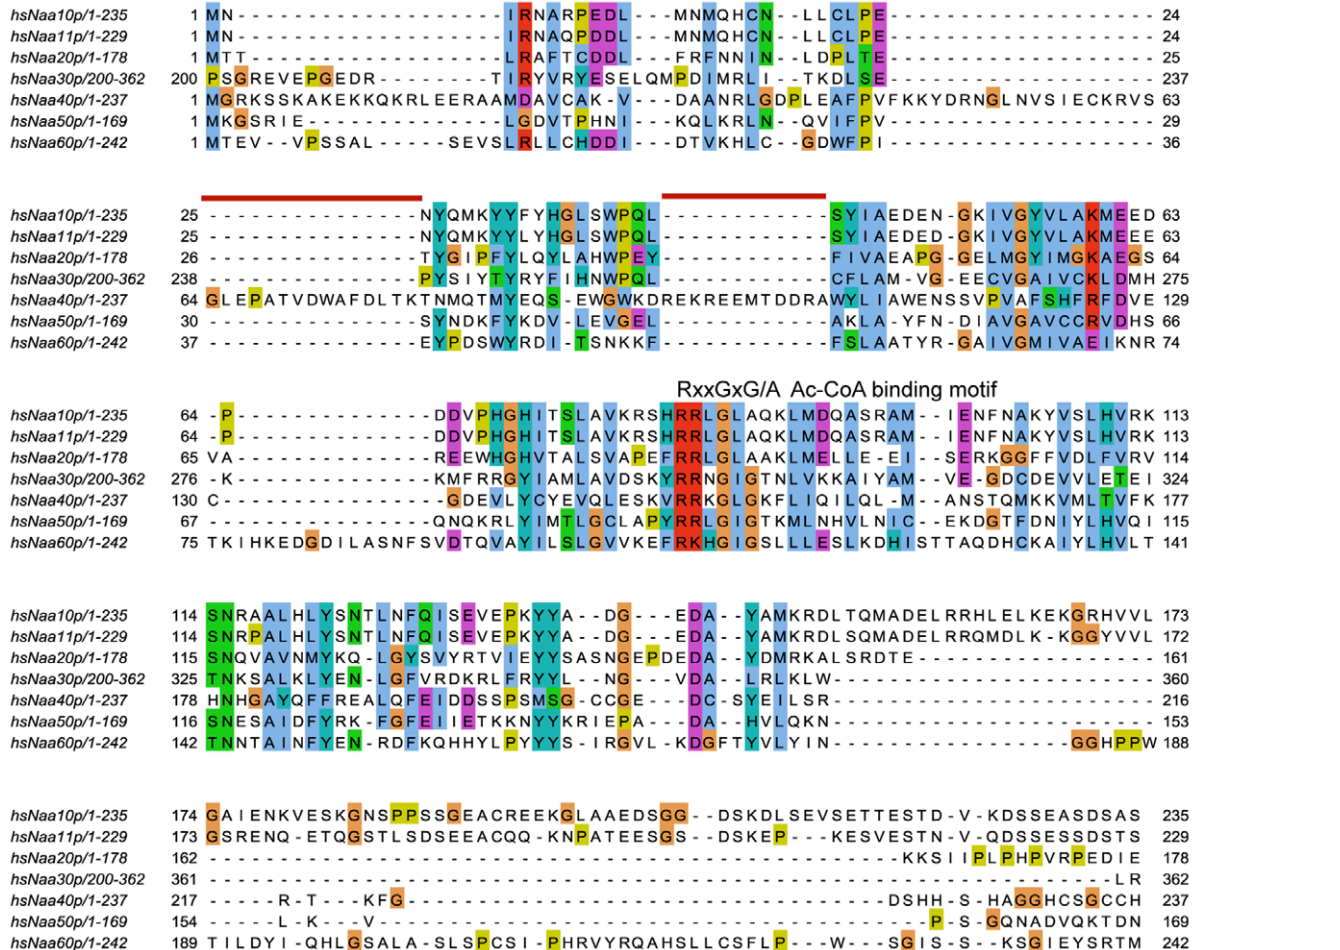 hsNaa10p/1-235 1 MN-------------------IRNARPEDL---MNMQHCN--LLCLPE------------------- 24
hsNaa11p/1-229 1 MN-------------------IRNAQPDDL---MNMQHCN--LLCLPE------------------- 24
hsNaa20p/1-178 1 MTT------------------LRAFTCDDL---FRFNNIN--LDPLTE------------------- 25
hsNaa30p/200-362 200 PSGREVEPGEDR--------TIRYVRYESELQMPDIMRLI--TKDLSE------------------- 237
hsNaa40p/1-237 1 MGRKSSKAKEKKQKRLEERAAMDAVCAK-V---DAANRLGDPLEAFPVFKKYDRNGLNVSIECKRVS 63
hsNaa50p/1-169 1 MKGSRIE--------------LGDVTPHNI---KQLKRLN--QVIFPV------------------- 29
hsNaa60p/1-242 1 MTEV--VPSSAL-----SEVSLRLLCHDDI---DTVKHLC--GDWFPI------------------- 36
hsNaa10p/1-235 25 ---------------NYQMKYYFYHGLSWPQL------------SYIAEDEN-GKIVGYVLAKMEED 63
hsNaa11p/1-229 25 ---------------NYQMKYYLYHGLSWPQL------------SYIAEDED-GKIVGYVLAKMEEE 63
hsNaa20p/1-178 26 ---------------TYGIPFYLQYLAHWPEY------------FIVAEAPG-GELMGYIMGKAEGS 64
hsNaa30p/200-362 238 ---------------PYSIYTYRYFIHNWPQL------------CFLAM-VG-EECVGAIVCKLDMH 275
hsNaa40p/1-237 64 GLEPATVDWAFDLTKTNMQTMYEQS-EWGWKDREKREEMTDDRAWYLIAWENSSVPVAFSHFRFDVE 129
hsNaa50p/1-169 30 ---------------SYNDKFYKDV-LEVGEL------------AKLA-YFN-DIAVGAVCCRVDHS 66
hsNaa60p/1-242 37 ---------------EYPDSWYRDI-TSNKKF------------FSLAATYR-GAIVGMIVAEIKNR 74
RxxGxG/A Ac-CoA binding motif
hsNaa10p/1-235 64 -P--------------DDVPHGHITSLAVKRSHRRLGLAQKLMDQASRAM--IENFNAKYVSLHVRK 113
hsNaa11p/1-229 64 -P--------------DDVPHGHITSLAVKRSHRRLGLAQKLMDQASRAM--IENFNAKYVSLHVRK 113
hsNaa20p/1-178 65 VA--------------REEWHGHVTALSVAPEFRRLGLAAKLMELLE-EI--SERKGGFFVDLFVRV 114
hsNaa30p/200-362 276 -K--------------KMFRRGYIAMLAVDSKYRRNGIGTNLVKKAIYAM--VE-GDCDEVVLETEI 324
hsNaa40p/1-237 130 C----------------GDEVLYCYEVQLESKVRRKGLGKFLIQILQL-M--ANSTQMKKVMLTVFK 177
hsNaa50p/1-169 67 ----------------QNQKRLYIMTLGCLAPYRRLGIGTKMLNHVLNIC--EKDGTFDNIYLHVQI 115
hsNaa60p/1-242 75 TKIHKEDGDILASNFSVDTQVAYILSLGVVKEFRKHGIGSLLLESLKDHISTTAQDHCKAIYLHVLT 141
hsNaa10p/1-235 114 SNRAALHLYSNTLNFQISEVEPKYYA--DG---EDA--YAMKRDLTQMADELRRHLELKEKGRHVVL 173
hsNaa11p/1-229 114 SNRPALHLYSNTLNFQISEVEPKYYA--DG---EDA--YAMKRDLSQMADELRRQMDLK-KGGYVVL 172
hsNaa20p/1-178 115 SNQVAVNMYKQ-LGYSVYRTVIEYYSASNGEPDEDA--YDMRKALSRDTE----------------- 161
hsNaa30p/200-362 325 TNKSALKLYEN-LGFVRDKRLFRYYL--NG---VDA--LRLKLW----------------------- 360
hsNaa40p/1-237 178 HNHGAYQFFREALQFEIDDSSPSMSG-CCGE---DC-SYEILSR----------------------- 216
hsNaa50p/1-169 116 SNESAIDFYRK-FGFEIIETKKNYYKRIEPA---DA--HVLQKN----------------------- 153
hsNaa60p/1-242 142 TNNTAINFYEN-RDFKQHHYLPYYYS-IRGVL-KDGFTYVLYIN-----------------GGHPPW 188
hsNaa10p/1-235 174 GAIENKVESKGNSPPSSGEACREEKGLAAEDSGG--DSKDLSEVSETTESTD-V-KDSSEASDSAS 235
hsNaa11p/1-229 173 GSRENQ-ETQGSTLSDSEEACQQ-KNPATEESGS--DSKEP---KESVESTN-V-QDSSESSDSTS 229
hsNaa20p/1-178 162 -------------------------------------------------KKSIIPLPHPVRPEDIE 178
hsNaa30p/200-362 361 ----------------------------------------------------------------LR 362
hsNaa40p/1-237 217 -----R-T---KFG----------------------------------DSHH-S-HAGGHCSGCCH 237
hsNaa50p/1-169 154 -----L-K---V---------------------------------------P-S-GQNADVQKTDN 169
hsNaa60p/1-242 189 TILDYI-QHLGSALA-SLSPCSI-PHRVYRQAHSLLCSFLP---W---SGIS-S--KSGIEYSRTM 242